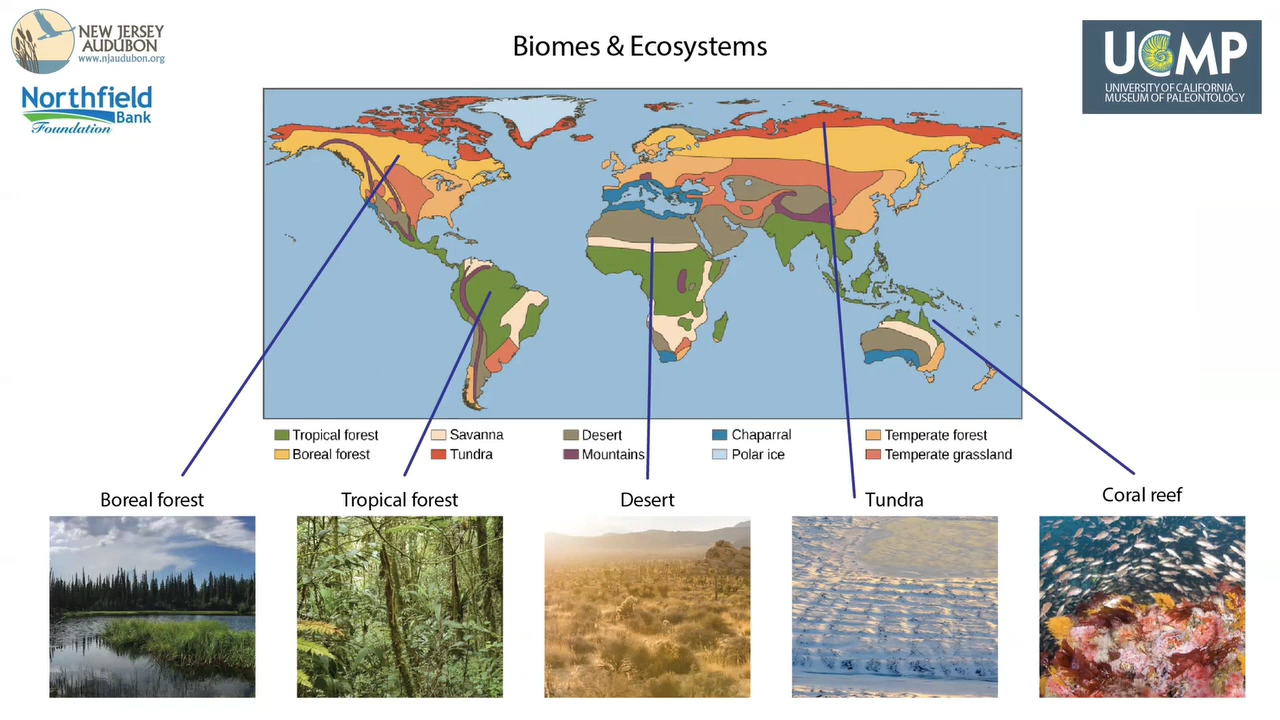 NEW JERSEY
AUDUBON
www.njaudubon.org
Northfield
Bank
Foundation
Biomes & Ecosystems
UCMP
UNIVERSITY OF CALIFORNIA
MUSEUM OF PALEONTOLOGY
Tropical forest Savanna Desert Chaparral Temperate forest
Boreal forest Tundra Mountains Polar ice Temperate grassland
Boreal forest Tropical forest Desert Tundra Coral reef